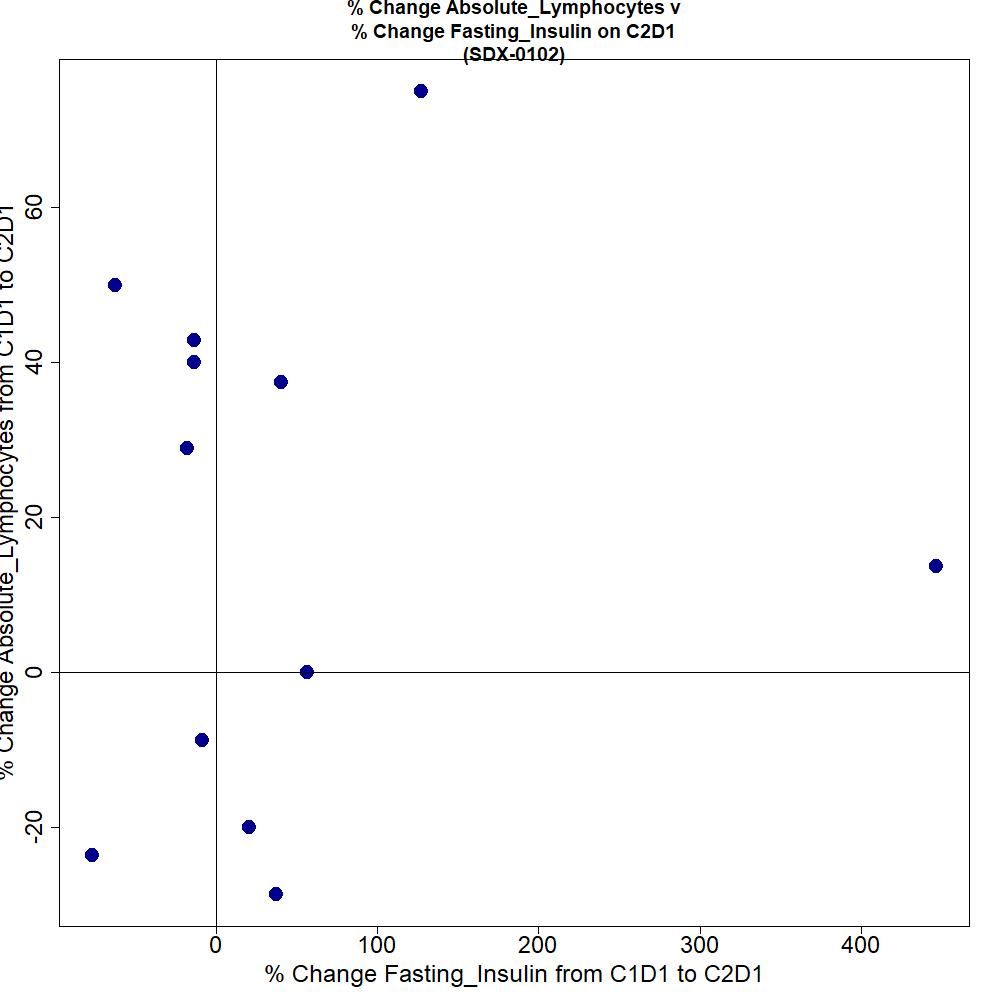 % Change Absolute_Lymphocytes v
% Change Fasting_Insulin on C2D1
(SDX-0102)
% Change Absolute_Lymphocytes from C1D1 to C2D1
60
40
20
0
-20
0 100 200 300 400
% Change Fasting_Insulin from C1D1 to C2D1